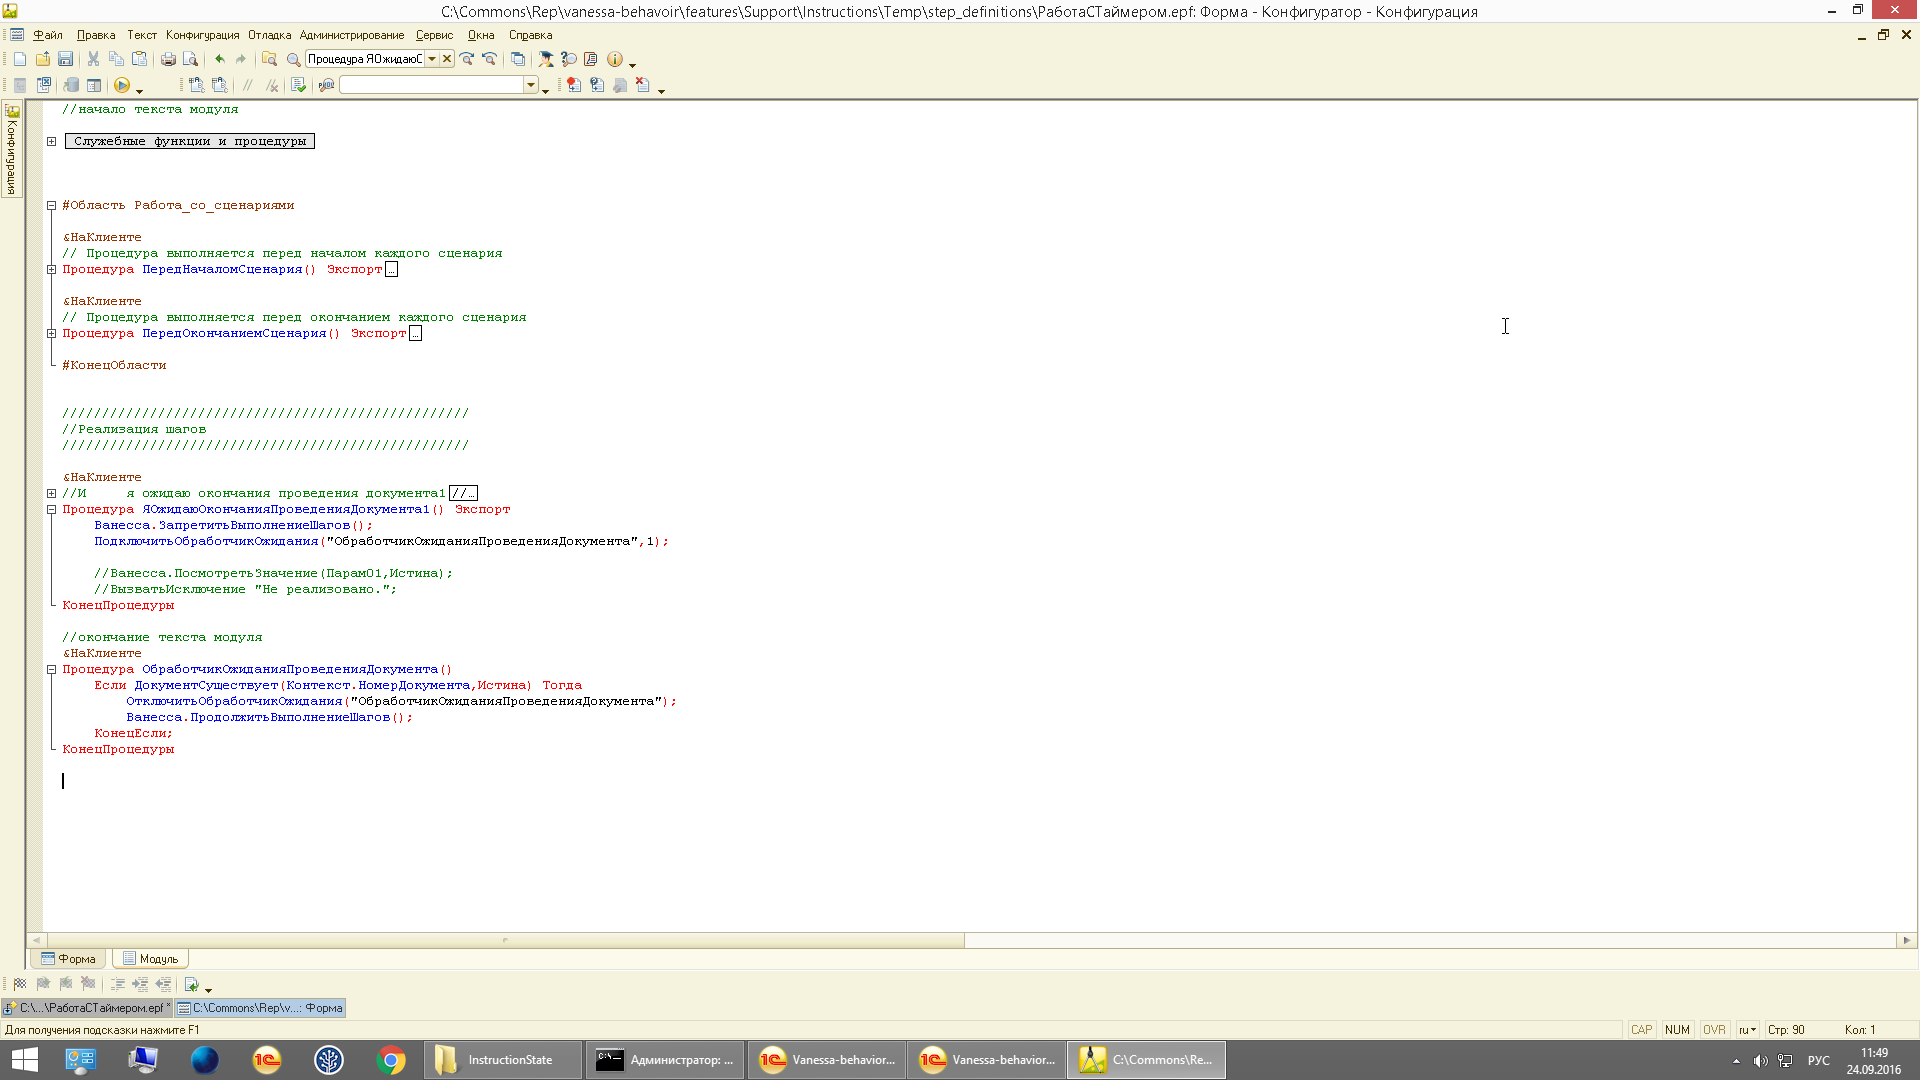 C:\Commons\Rep\vanessa-behavoir\features\Support\Instructions\Temp\step_definitions\РаботаСТаймером.epf: Форма - Конфигуратор - Конфигурация
Файл Правка Текст Конфигурация Отладка Администрирование Сервис Окна Справка
Процедура ЯОжидаюС
Конфигурация
//начало текста модуля
Служебные функции и процедуры
#Область Работа_со_сценариями
&НаКлиенте
// Процедура выполняется перед началом каждого сценария
Процедура ПередНачаломСценария() Экспорт...
&НаКлиенте
// Процедура выполняется перед окончанием каждого сценария
Процедура ПередОкончаниемСценария() Экспорт...
#КонецОбласти
///////////////////////////////////////////////////
//Реализация шагов
///////////////////////////////////////////////////
&НаКлиенте
//И     я ожидаю окончания проведения документа1 //...
Процедура ЯОжидаюОкончанияПроведенияДокумента1() Экспорт
Ванесса.ЗапретитьВыполнениеШагов();
ПодключитьОбработчикОжидания("ОбработчикОжиданияПроведенияДокумента",1);
//Ванесса.ПосмотретьЗначение(Парам01,Истина);
//ВызватьИсключение "Не реализовано.";
КонецПроцедуры
//окончание текста модуля
&НаКлиенте
Процедура ОбработчикОжиданияПроведенияДокумента()
Если ДокументСуществует(Контекст.НомерДокумента,Истина) Тогда
ОтключитьОбработчикОжидания("ОбработчикОжиданияПроведенияДокумента");
Ванесса.ПродолжитьВыполнениеШагов();
КонецЕсли;
КонецПроцедуры
Форма Модуль
C:\...\РаботаСТаймером.epf * C:\Commons\Rep\v...: Форма
Для получения подсказки нажмите F1 CAP NUM OVR ru Стр: 90 Кол: 1
InstructionState Администратор: ... Vanessa-behavior... Vanessa-behavior... C:\Commons\Re... РУС 11:49
24.09.2016